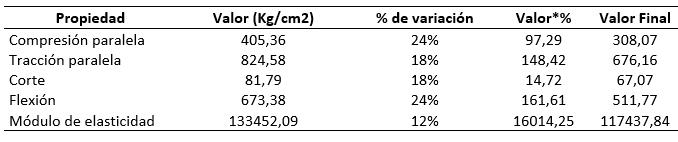 Propiedad Valor (Kg/cm2) % de variación Valor*% Valor Final
Compresión paralela 405,36 24% 97,29 308,07
Tracción paralela 824,58 18% 148,42 676,16
Corte 81,79 18% 14,72 67,07
Flexión 673,38 24% 161,61 511,77
Módulo de elasticidad 133452,09 12% 16014,25 117437,84